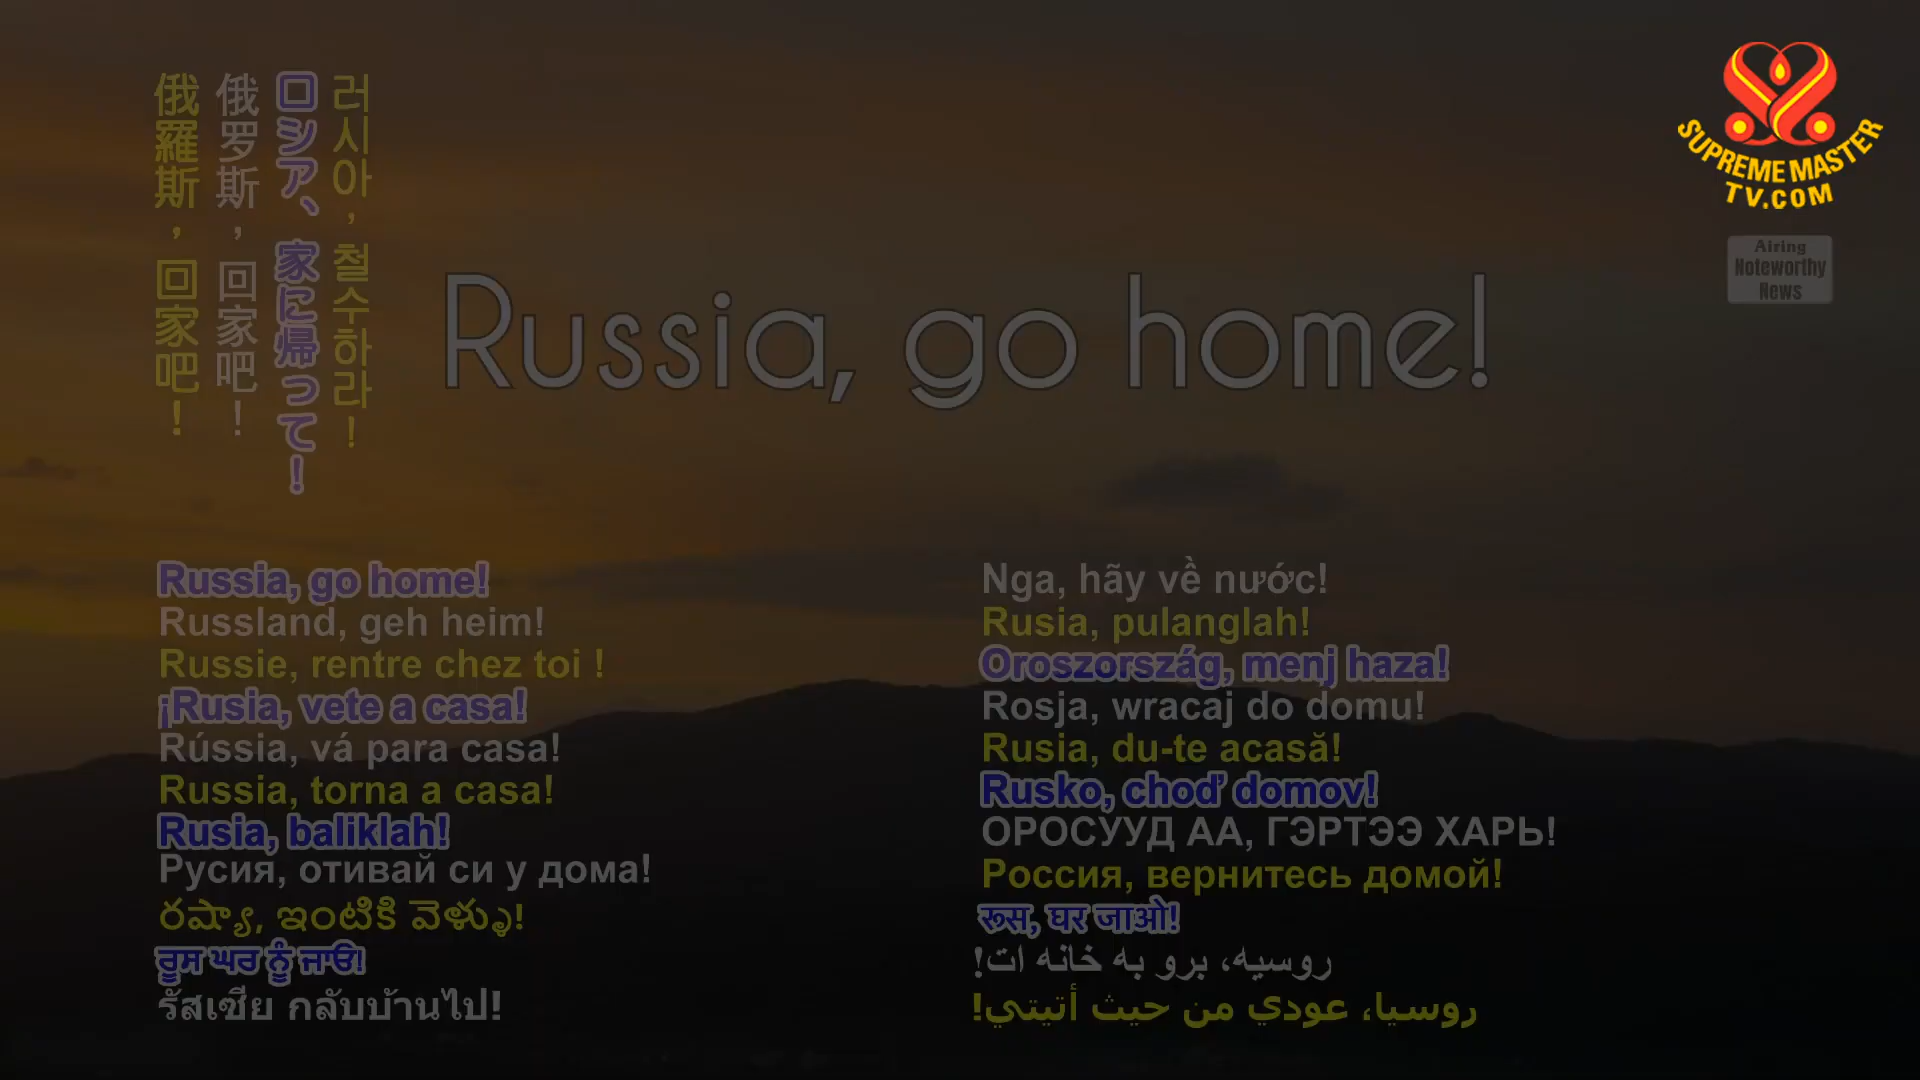 俄羅斯，回家吧！
俄罗斯，回家吧！
ロシア、家に帰って！
러시아, 철수하라!
Russia, go home!
SUPREME MASTER
TV.COM
Airing
Noteworthy
News
Russia, go home!
Russland, geh heim!
Russie, rentre chez toi !
¡Rusia, vete a casa!
Rússia, vá para casa!
Russia, torna a casa!
Rusia, baliklah!
Русия, отивай си у дома!
రష్యా, ఇంటికి వెళ్ళు!
ਰੂਸ ਘਰ ਨੂੰ ਜਾਓ!
รัสเซีย กลับบ้านไป!
Nga, hãy về nước!
Rusia, pulanglah!
Oroszország, menj haza!
Rosja, wracaj do domu!
Rusia, du-te acasă!
Rusko, choď domov!
ОРОСУУД АА, ГЭРТЭЭ ХАРЬ!
Россия, вернитесь домой!
रूस, घर जाओ!
روسیه، برو به خانه ات!
روسيا، عودي من حيث أتيتي!